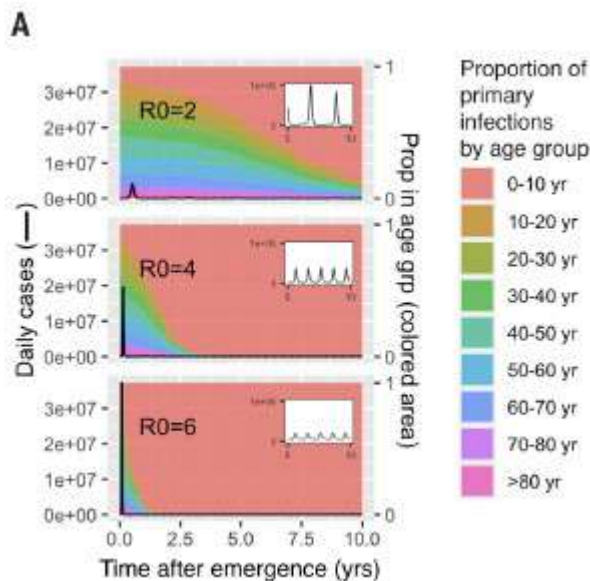 A
Daily cases (—)
3e+07
2e+07
1e+07
0e+00
R0=2
1
0
3e+07
2e+07
1e+07
0e+00
R0=4
1
0
3e+07
2e+07
1e+07
0e+00
R0=6
1
0
0.0 2.5 5.0 7.5 10.0
Time after emergence (yrs)
Prop in age grp (colored area)
Proportion of
primary
infections
by age group
0-10 yr
10-20 yr
20-30 yr
30-40 yr
40-50 yr
50-60 yr
60-70 yr
70-80 yr
>80 yr